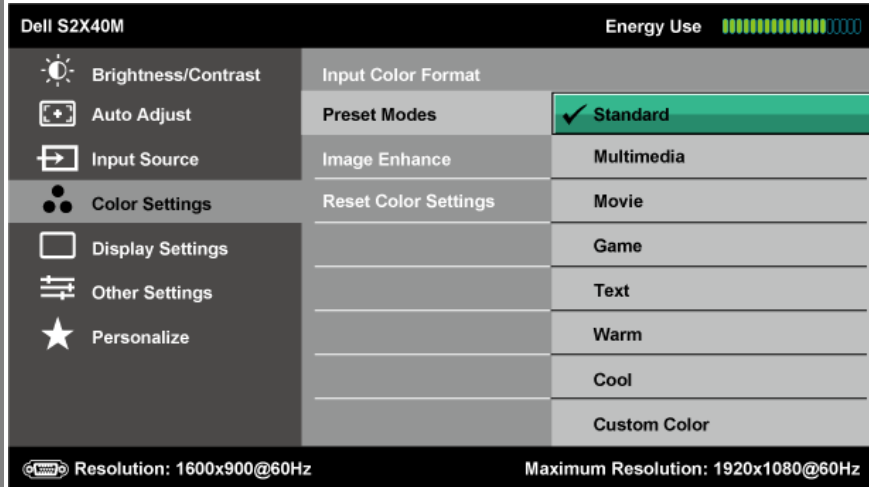 Dell S2X40M
Energy Use
Brightness/Contrast
Auto Adjust
Input Source
Color Settings
Display Settings
Other Settings
Personalize
Input Color Format
Preset Modes
Image Enhance
Reset Color Settings
Standard
Multimedia
Movie
Game
Text
Warm
Cool
Custom Color
Resolution: 1600x900@60Hz
Maximum Resolution: 1920x1080@60Hz